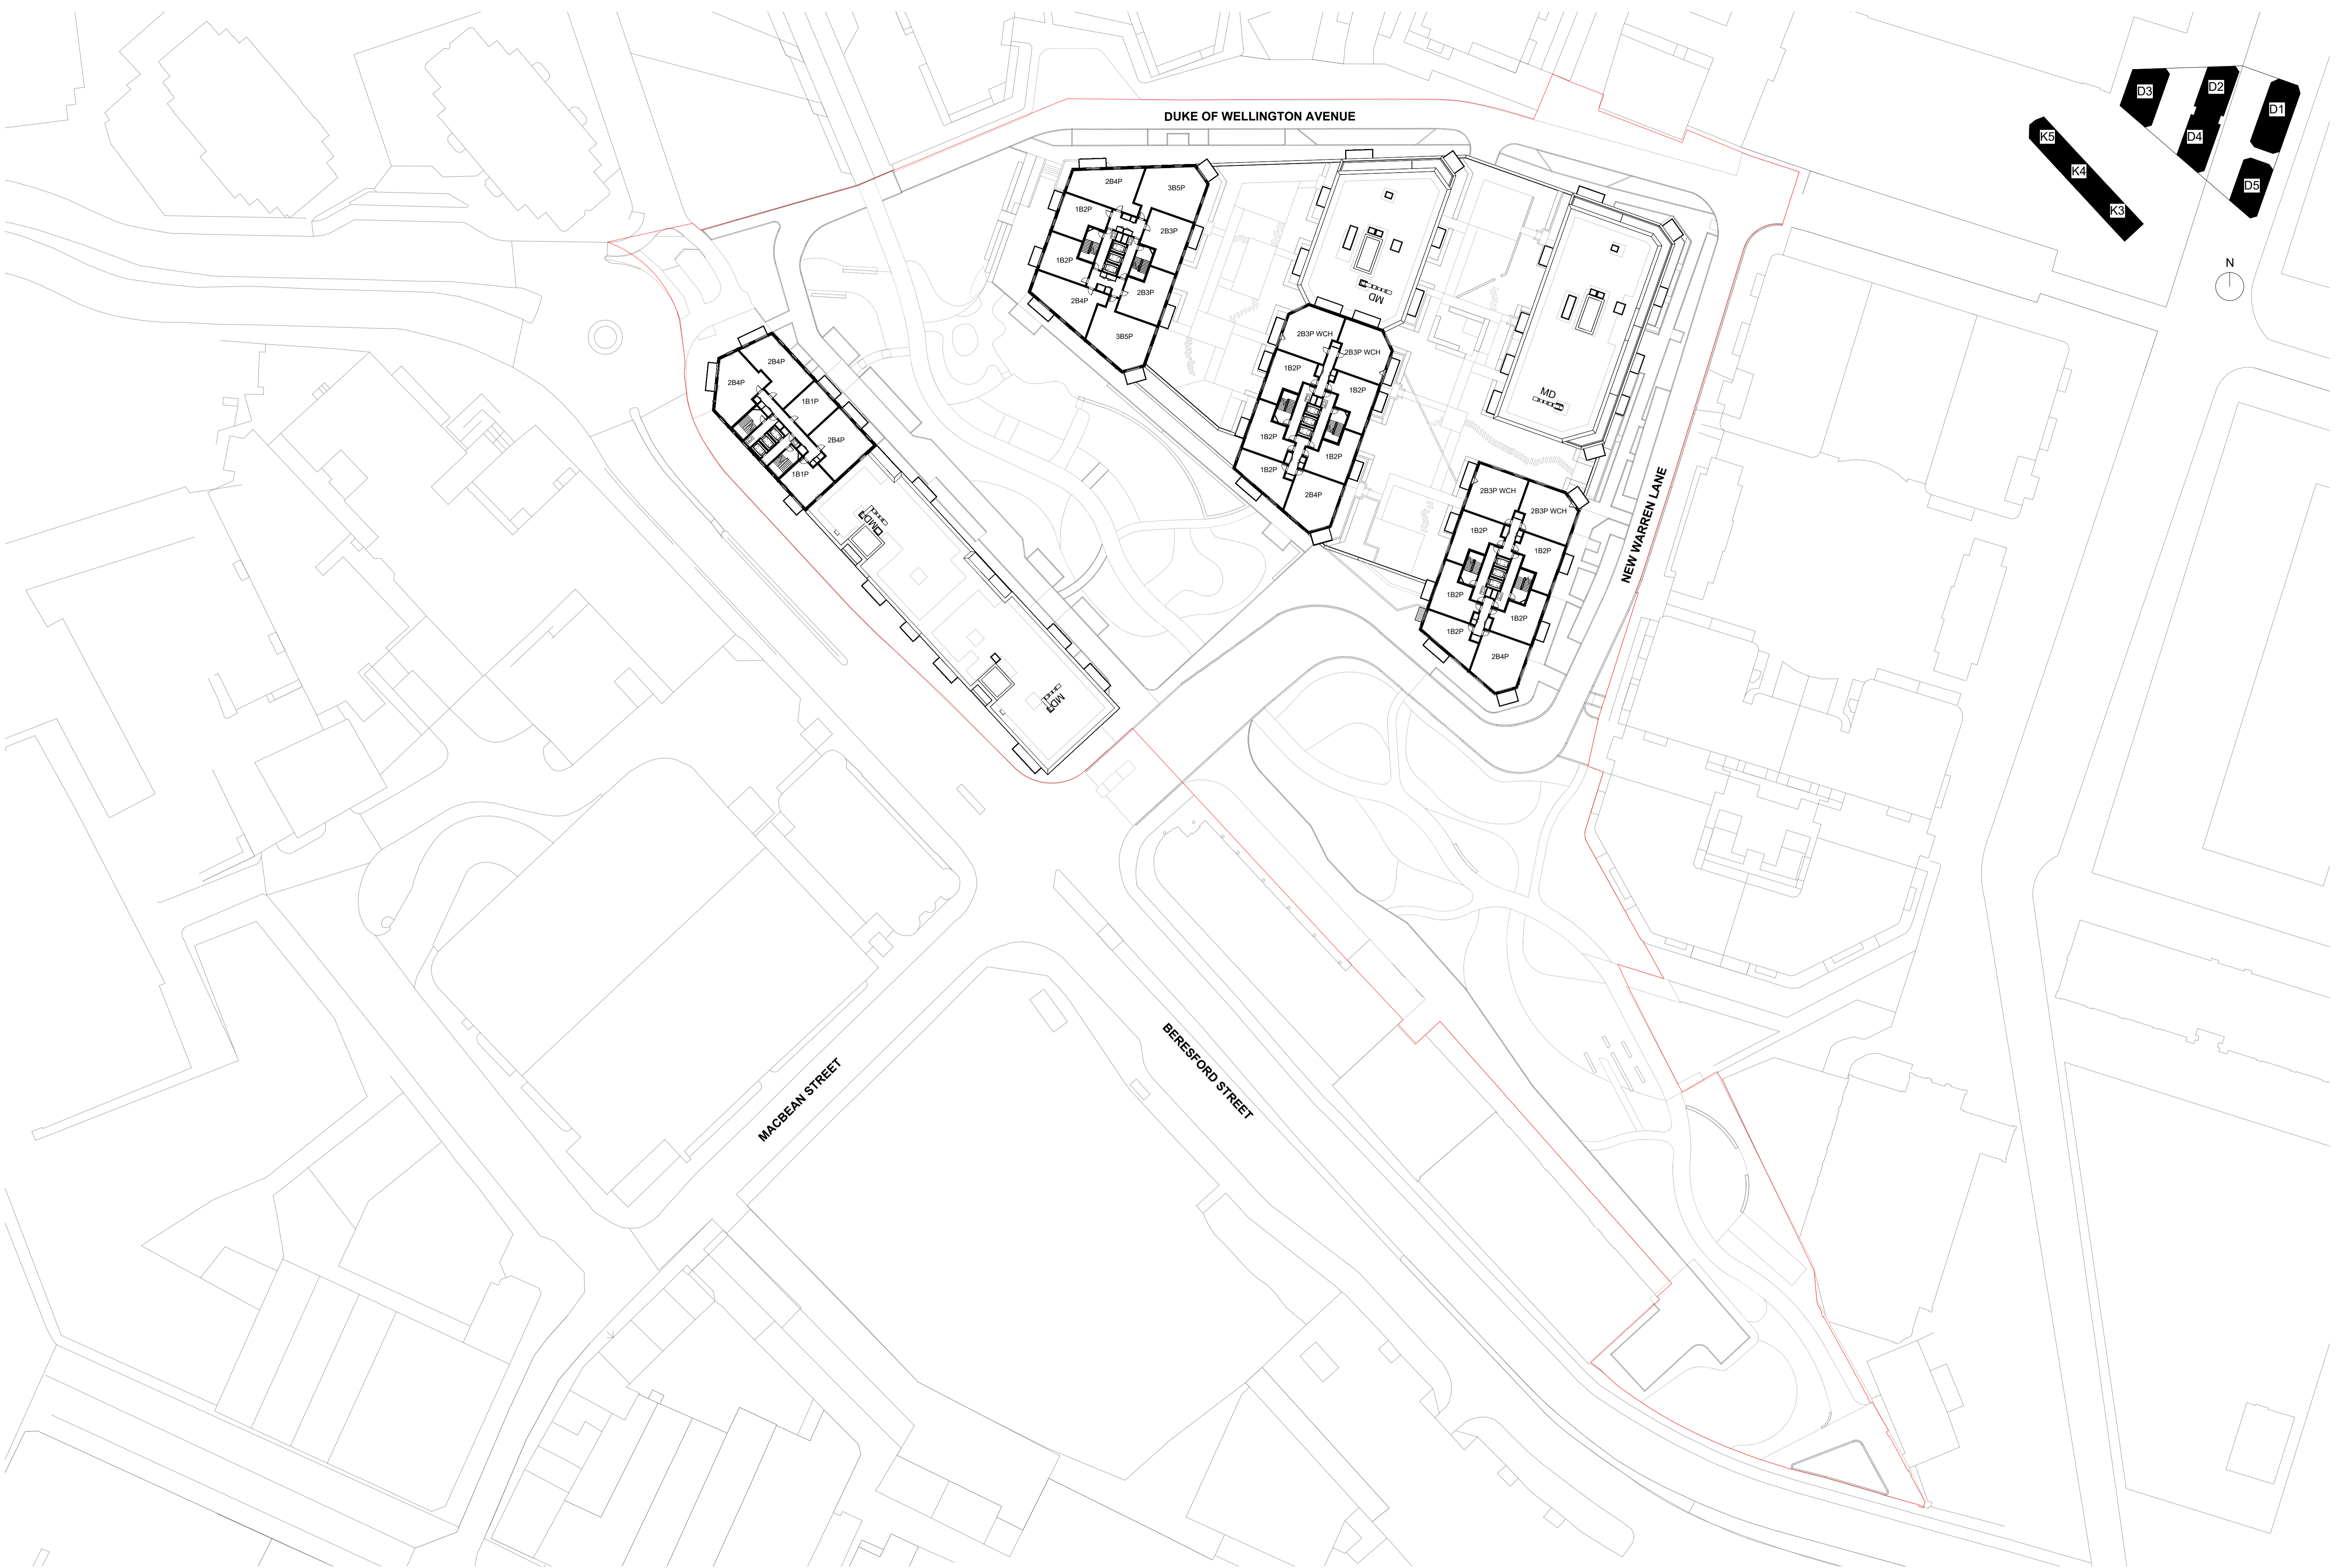 DUKE OF WELLINGTON AVENUE
D3
D2
D1
K5
D4
K4
D5
K3
N
2B4P
3B5P
1B2P
2B3P
1B2P
2B4P
2B3P
3B5P
MD
2B3P WCH
2B3P WCH
1B2P
1B2P
1B2P
1B2P
1B2P
2B4P
MD
2B4P
2B4P
1B1P
2B4P
1B1P
MD
MD
2B3P WCH
2B3P WCH
1B2P
1B2P
1B2P
1B2P
1B2P
2B4P
NEW WARREN LANE
MACBEAN STREET
BERESFORD STREET